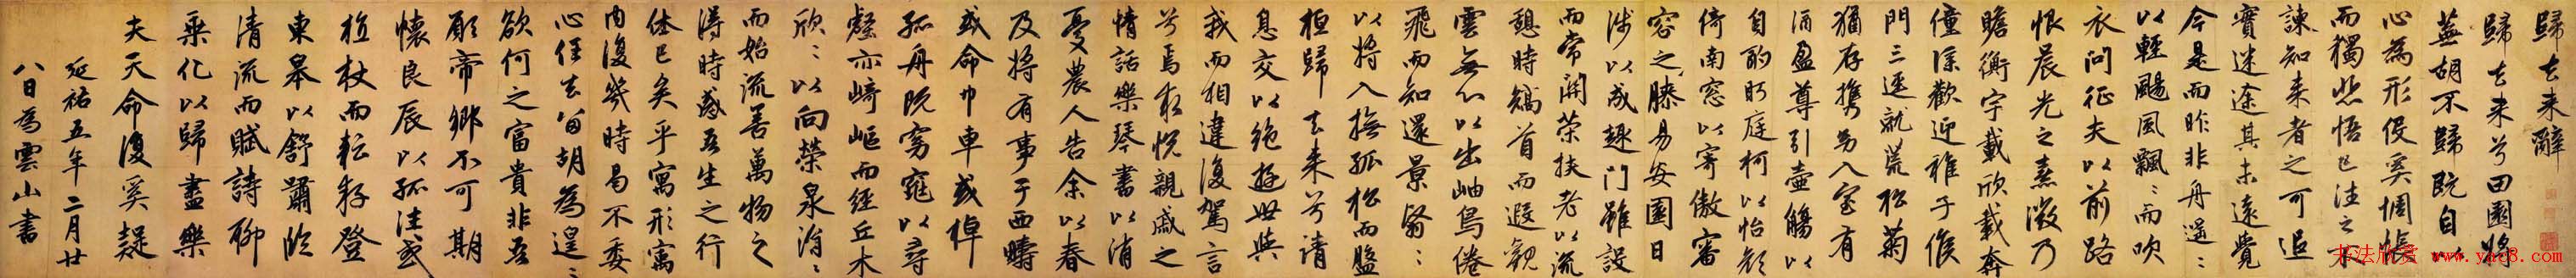 歸去来辭
歸去来兮田園將
蕪胡不歸既自以
心為形役奚惆悵
而獨悲悟已往之不
諫知来者之可追
實迷途其未遠覺
今是而昨非舟遥々
以輕颺風飄々而吹
衣問征夫以前路
恨晨光之熹微乃
瞻衡宇載欣載奔
僮僕歡迎稚子候
門三逕就荒松菊
猶存携幼入室有
酒盈尊引壺觴以
自酌眄庭柯以怡顏
倚南窓以寄傲審
容之膝易安園日
涉以成趣门雖設
而常關策扶老以流
憩時矯首而遐觀
雲無心以出岫鳥倦
飛而知還景翳々
以將入撫孤松而盤
桓歸去来兮请
息交以绝遊世與
我而相違復駕言
兮焉求悦親戚之
情話樂琴書以消
憂農人告余以春
及將有事于西疇
或命巾車或棹
孤舟既窈窕以尋
壑亦崎嶇而經丘木
欣々以向榮泉涓々
而始流善萬物之
得時感吾生之行
休已矣乎寓形寓
內復幾時曷不委
心任去留胡為遑々
欲何之富貴非吾
願帝鄉不可期
懷良辰以孤往或
植杖而耘耔登
東皋以舒嘯臨
清流而賦詩聊
乘化以歸盡樂
夫天命復奚疑
延祐五年二月廿
八日為雲山書
书法欣赏 www.yac8.com